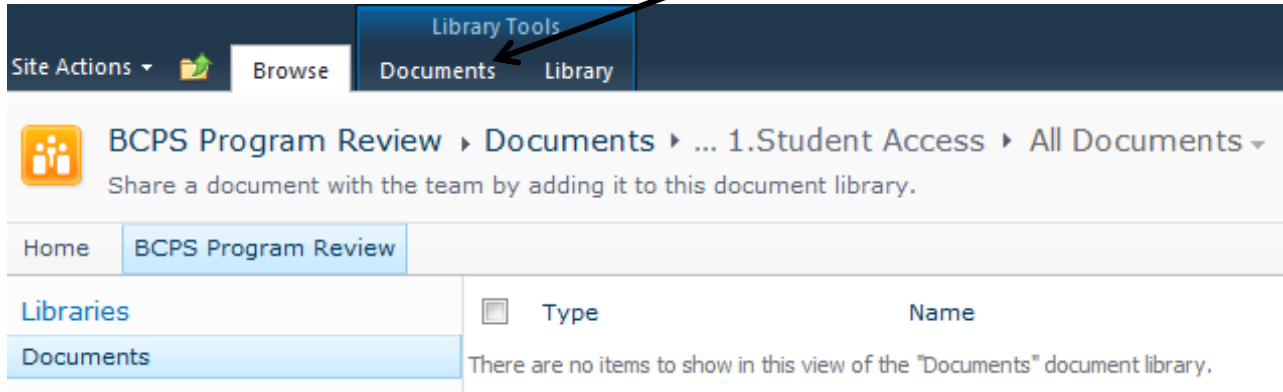 Library Tools
Site Actions Browse Documents Library
BCPS Program Review Documents ... 1.Student Access All Documents
Share a document with the team by adding it to this document library.
Home BCPS Program Review
Libraries Type Name
Documents There are no items to show in this view of the "Documents" document library.